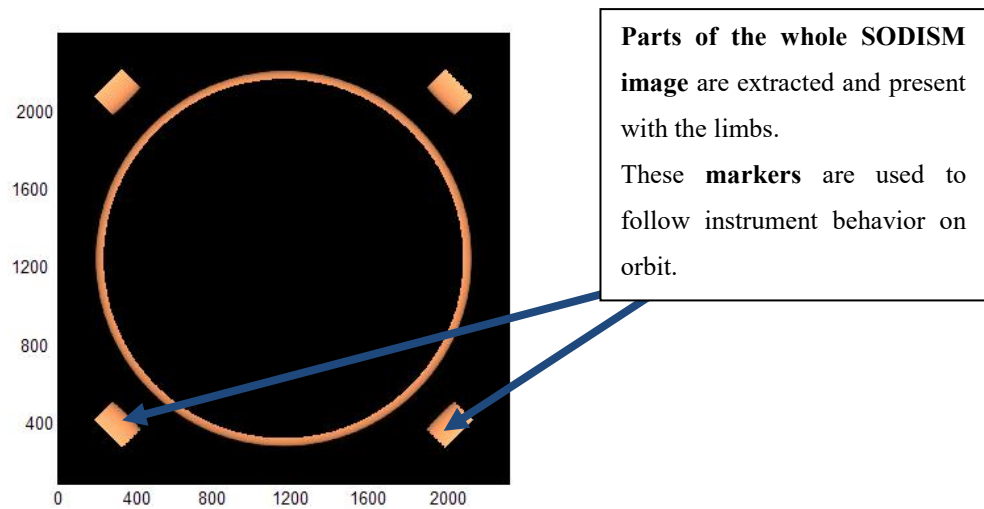 Parts of the whole SODISM
image are extracted and present
with the limbs.
These markers are used to
follow instrument behavior on
orbit.
2000
1600
1200
800
400
0 400 800 1200 1600 2000